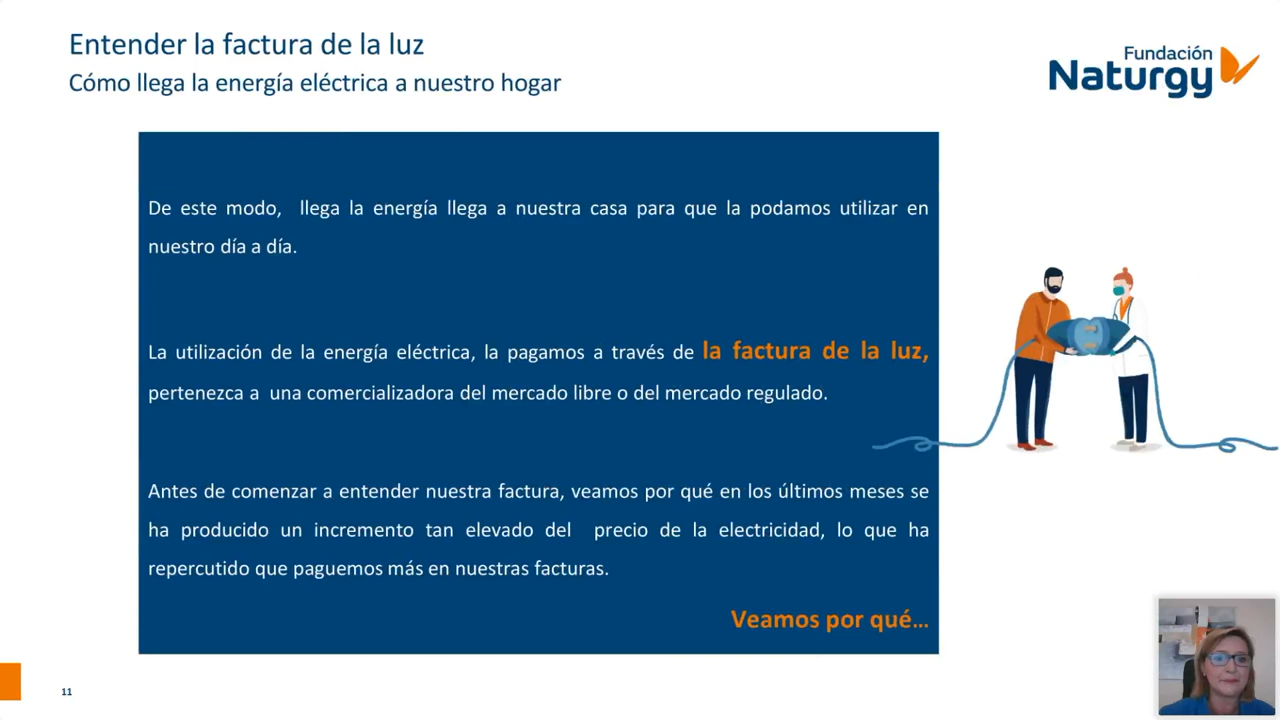 Entender la factura de la luz
Cómo llega la energía eléctrica a nuestro hogar
Fundación
Naturgy
De este modo,  llega la energía llega a nuestra casa para que la podamos utilizar en
nuestro día a día.
La utilización de la energía eléctrica, la pagamos a través de la factura de la luz,
pertenezca a  una comercializadora del mercado libre o del mercado regulado.
Antes de comenzar a entender nuestra factura, veamos por qué en los últimos meses se
ha producido un incremento tan elevado del  precio de la electricidad, lo que ha
repercutido que paguemos más en nuestras facturas.
Veamos por qué...
11